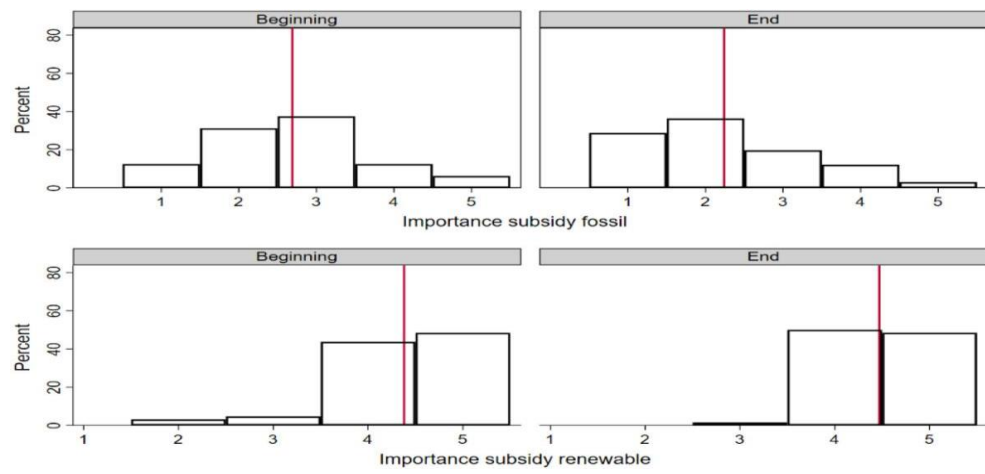 Beginning End
Percent
0 20 40 60 80
1 2 3 4 5 1 2 3 4 5
Importance subsidy fossil
Beginning End
Percent
0 20 40 60 80
1 2 3 4 5 1 2 3 4 5
Importance subsidy renewable